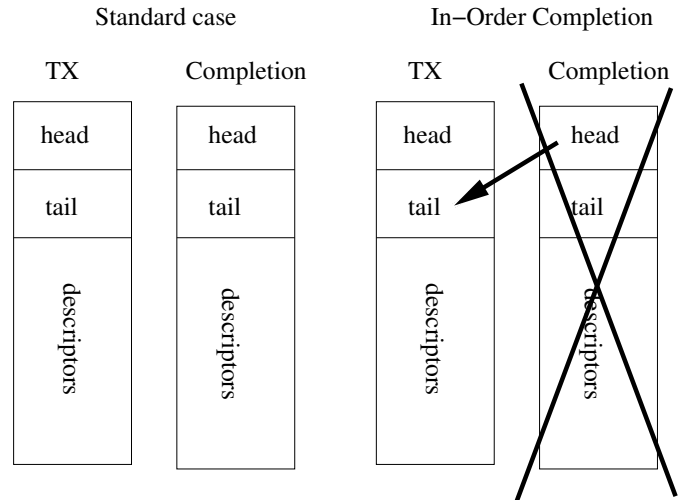 Standard case
In−Order Completion
TX
Completion
TX
Completion
head
head
head
head
tail
tail
tail
tail
descriptors
descriptors
descriptors
descriptors